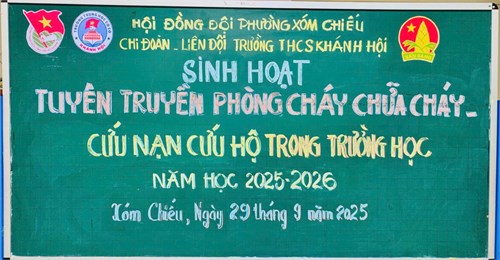 HỘI ĐỒNG ĐỘI PHƯỜNG XÓM CHIẾU
CHI ĐOÀN - LIÊN ĐỘI TRƯỜNG THCS KHÁNH HỘI
SINH HOẠT
TUYÊN TRUYỀN PHÒNG CHÁY CHỮA CHÁY -
CỨU NẠN CỨU HỘ TRONG TRƯỜNG HỌC
NĂM HỌC 2025-2026
Xóm Chiếu, Ngày 29 tháng 9 năm 2025